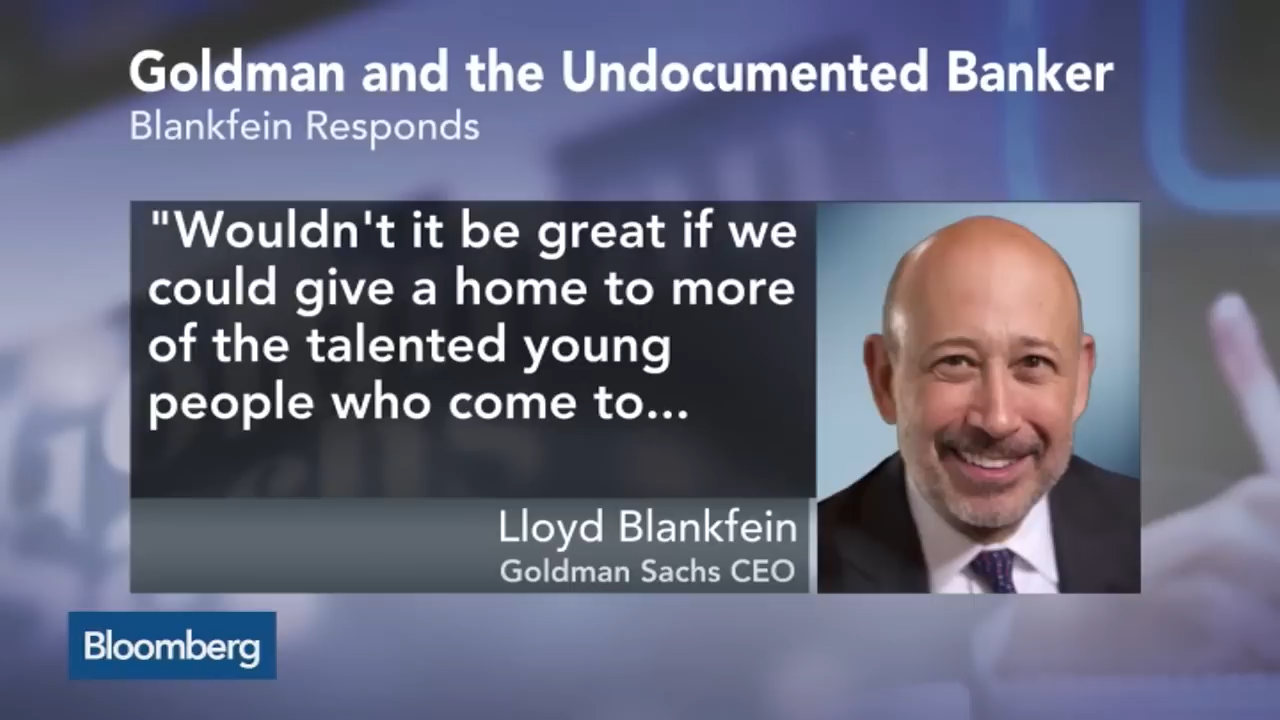 Goldman and the Undocumented Banker
Blankfein Responds
"Wouldn't it be great if we
could give a home to more
of the talented young
people who come to...
Lloyd Blankfein
Goldman Sachs CEO
Bloomberg